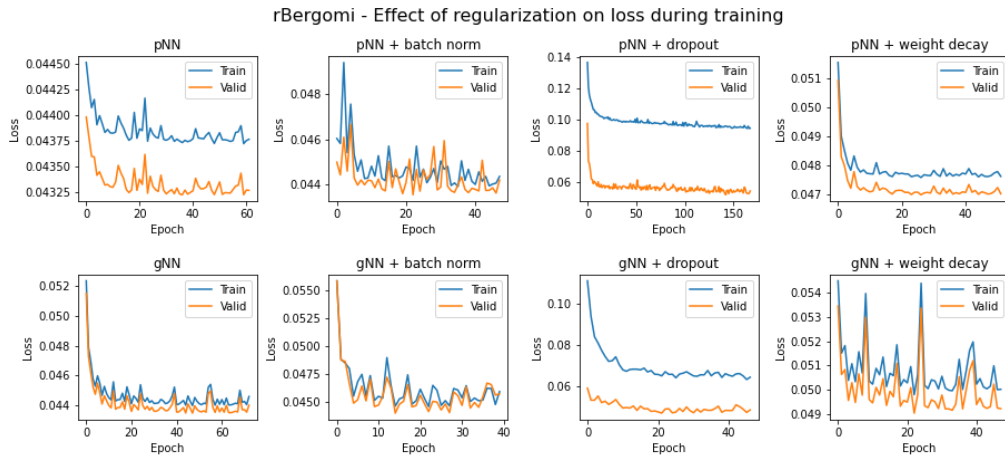 rBergomi - Effect of regularization on loss during training
pNN
Loss
0.04450
0.04425
0.04400
0.04375
0.04350
0.04325
Train
Valid
0 20 40 60
Epoch
pNN + batch norm
Loss
0.048
0.046
0.044
Train
Valid
0 20 40
Epoch
pNN + dropout
Loss
0.14
0.12
0.10
0.08
0.06
Train
Valid
0 50 100 150
Epoch
pNN + weight decay
Loss
0.051
0.050
0.049
0.048
0.047
Train
Valid
0 20 40
Epoch
gNN
Loss
0.052
0.050
0.048
0.046
0.044
Train
Valid
0 20 40 60
Epoch
gNN + batch norm
Loss
0.0550
0.0525
0.0500
0.0475
0.0450
Train
Valid
0 10 20 30 40
Epoch
gNN + dropout
Loss
0.10
0.08
0.06
Train
Valid
0 20 40
Epoch
gNN + weight decay
Loss
0.054
0.053
0.052
0.051
0.050
0.049
Train
Valid
0 20 40
Epoch